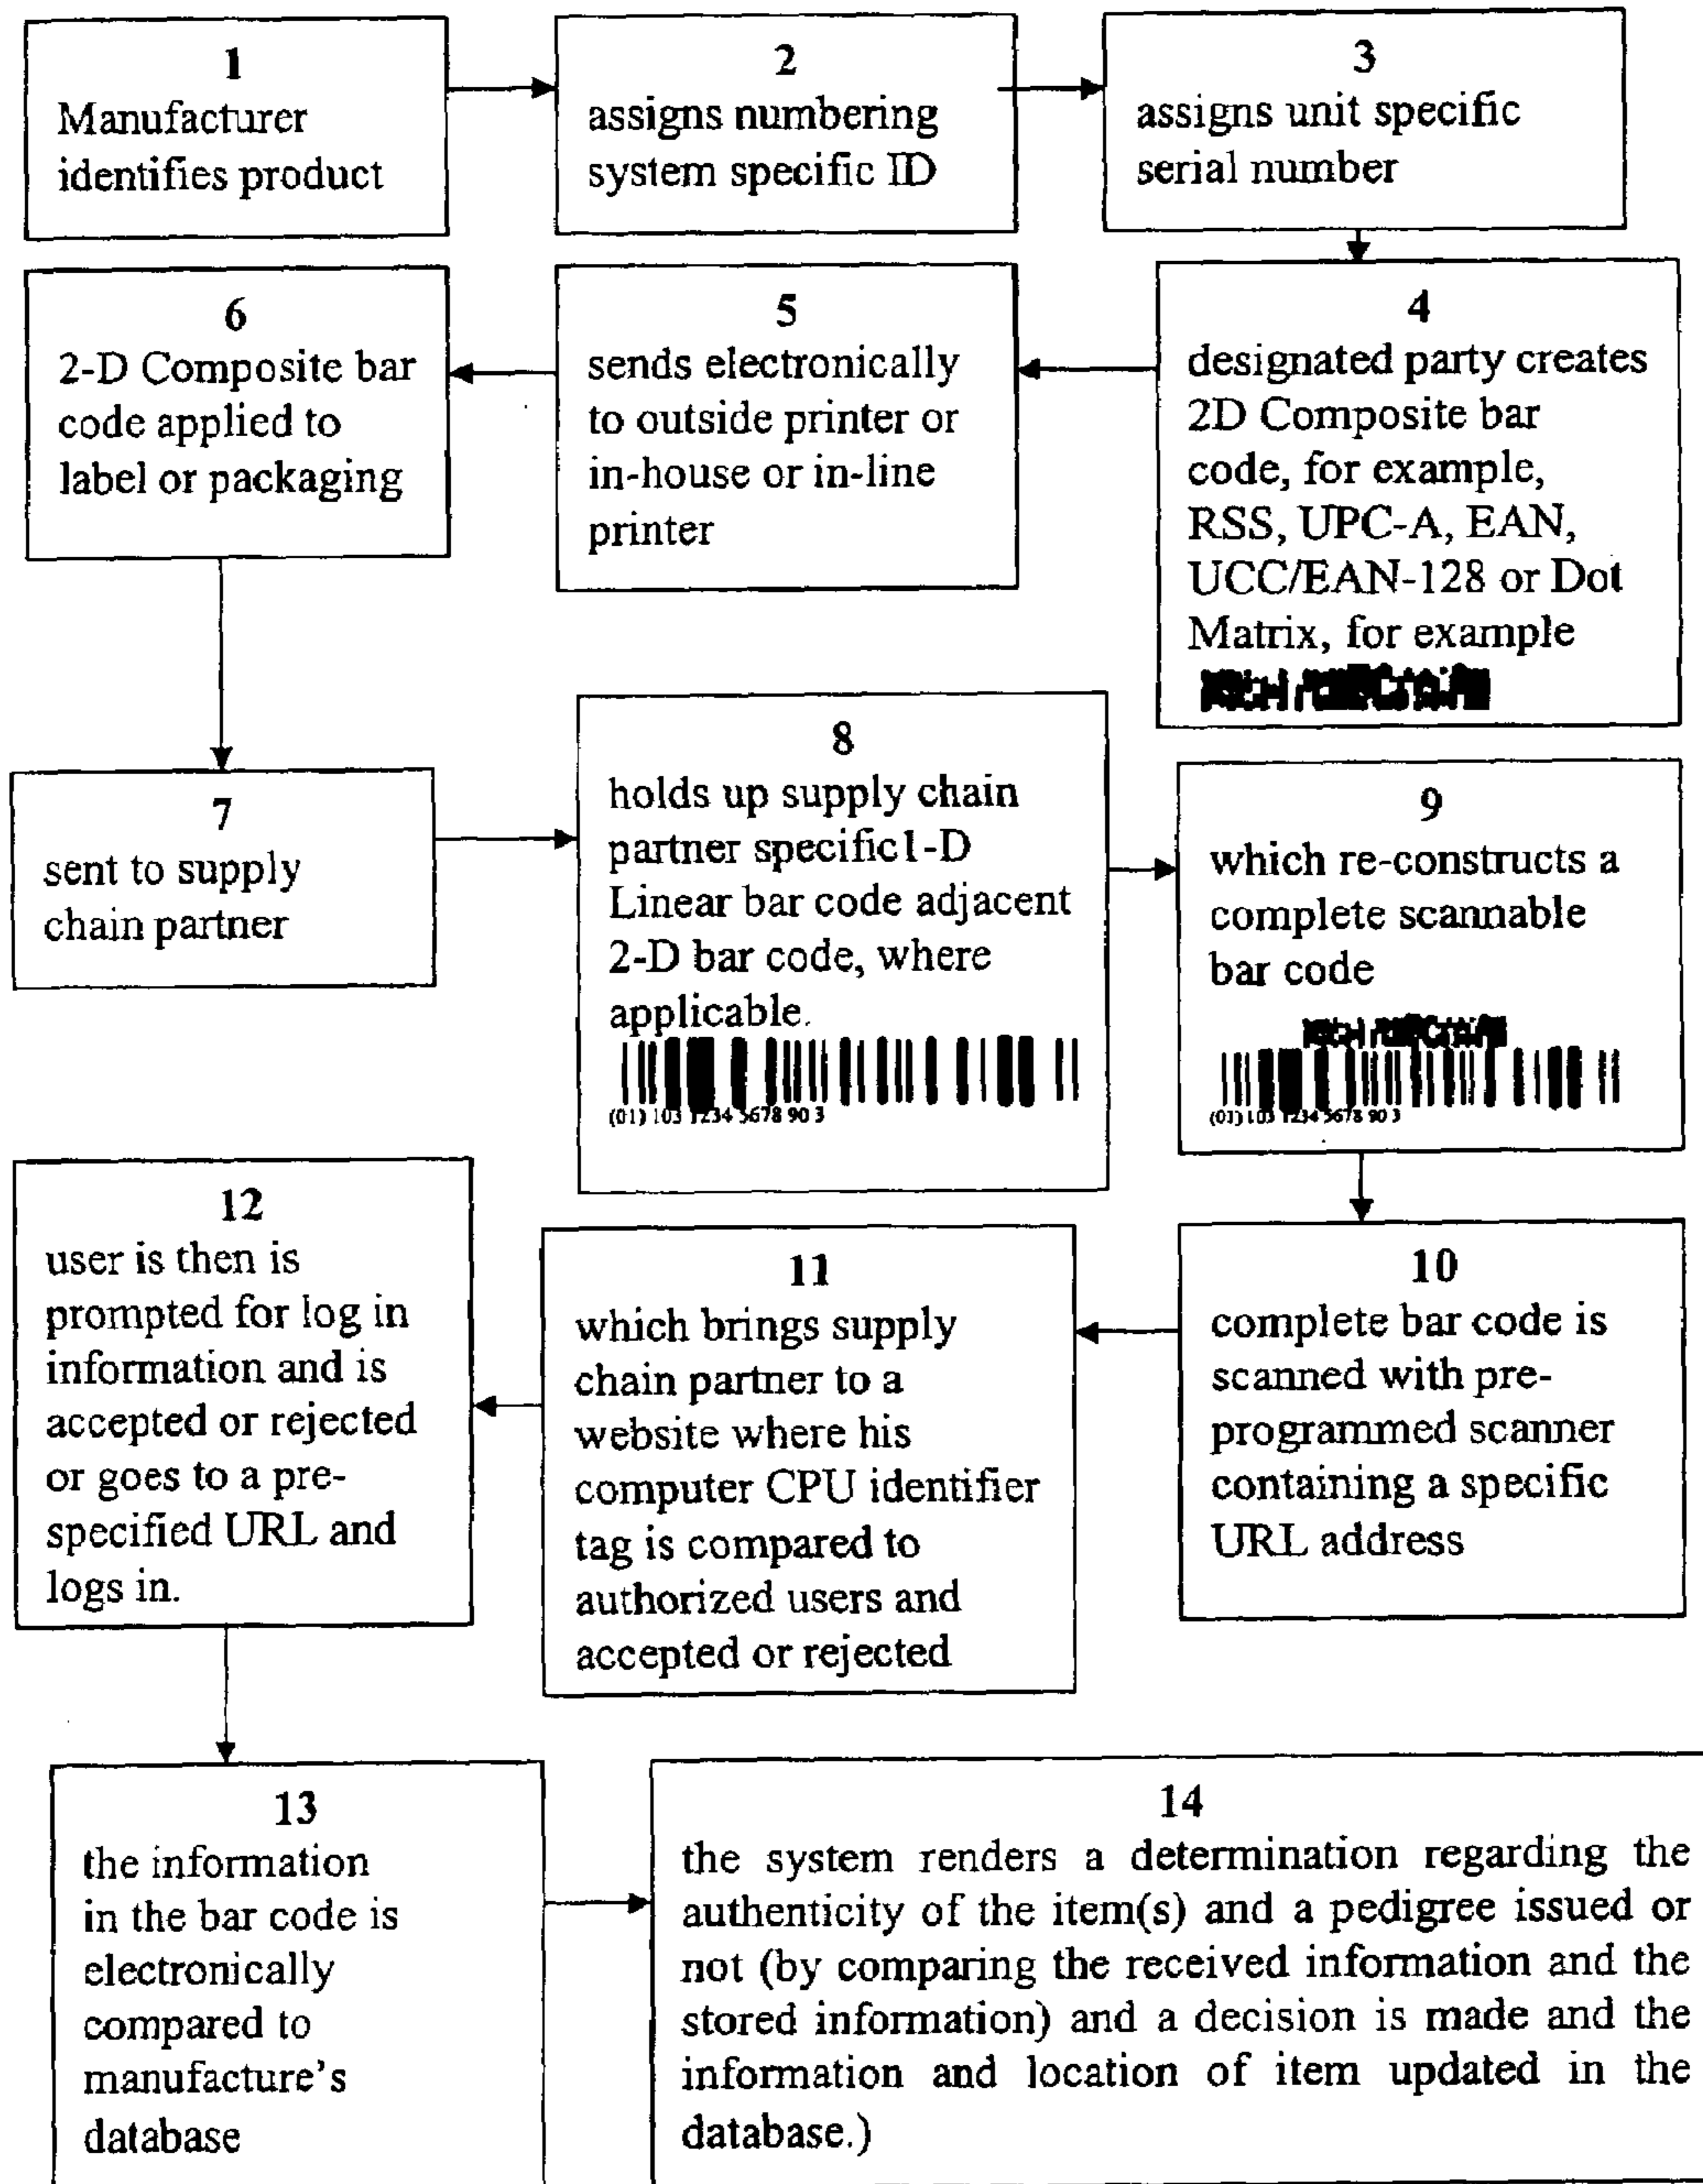 1
Manufacturer
identifies product
2
assigns numbering
system specific ID
3
assigns unit specific
serial number
4
designated party creates
2D Composite bar
code, for example,
RSS, UPC-A, EAN,
UCC/EAN-128 or Dot
Matrix, for example
5
sends electronically
to outside printer or
in-house or in-line
printer
6
2-D Composite bar
code applied to
label or packaging
7
sent to supply
chain partner
8
holds up supply chain
partner specific1-D
Linear bar code adjacent
2-D bar code, where
applicable.
(01) 103 1234 5678 90 3
9
which re-constructs a
complete scannable
bar code
(01) 103 1234 5678 90 3
10
complete bar code is
scanned with pre-
programmed scanner
containing a specific
URL address
11
which brings supply
chain partner to a
website where his
computer CPU identifier
tag is compared to
authorized users and
accepted or rejected
12
user is then is
prompted for log in
information and is
accepted or rejected
or goes to a pre-
specified URL and
logs in.
13
the information
in the bar code is
electronically
compared to
manufacture's
database
14
the system renders a determination regarding the
authenticity of the item(s) and a pedigree issued or
not (by comparing the received information and the
stored information) and a decision is made and the
information and location of item updated in the
database.)